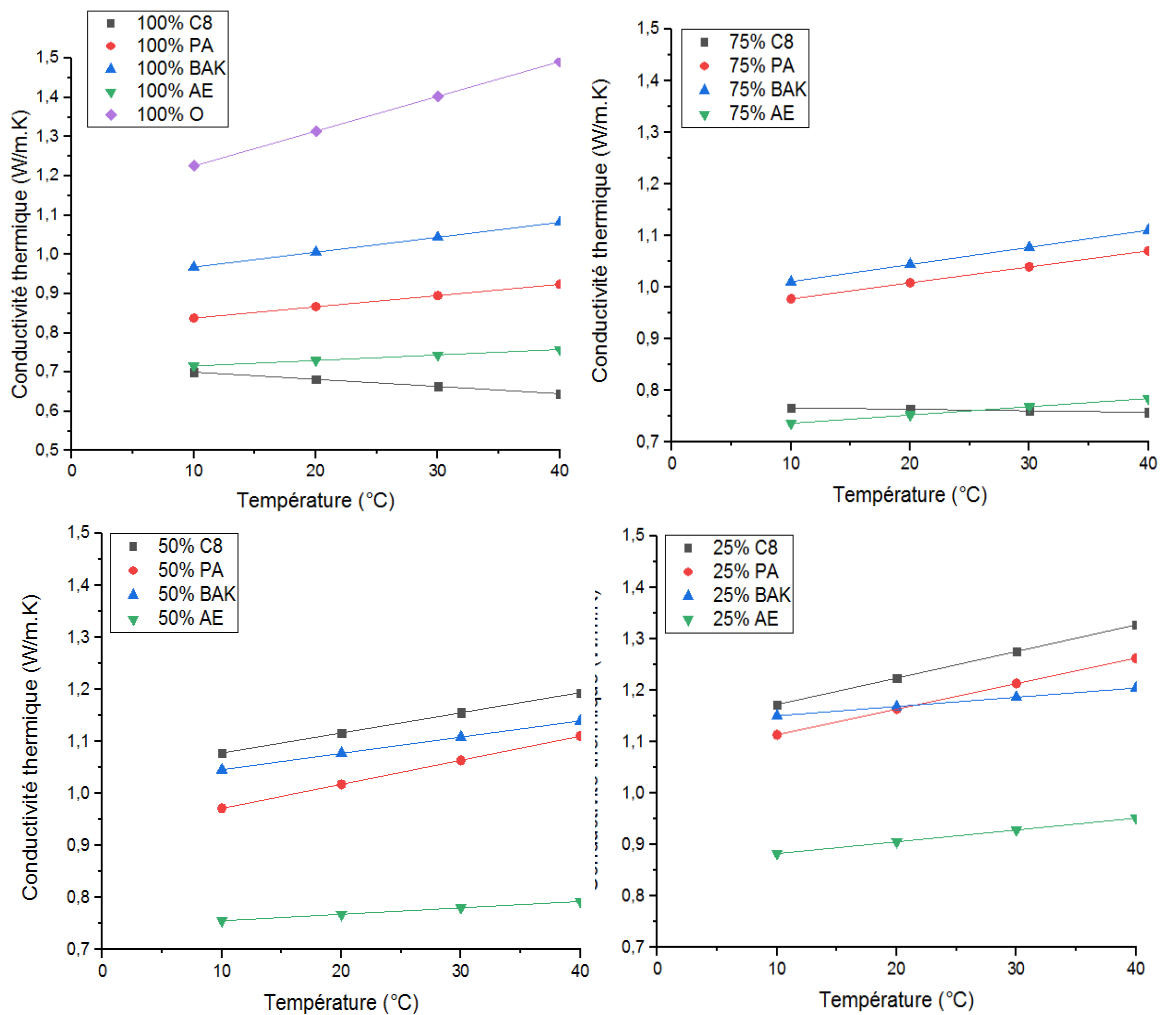 100% C8
100% PA
100% BAK
100% AE
100% O
Conductivité thermique (W/m.K)
1,5
1,4
1,3
1,2
1,1
1,0
0,9
0,8
0,7
0,6
0,5
0 10 20 30 40
Température (°C)
75% C8
75% PA
75% BAK
75% AE
Conductivité thermique (W/m.K)
1,5
1,4
1,3
1,2
1,1
1,0
0,9
0,8
0,7
0 10 20 30 40
Température (°C)
50% C8
50% PA
50% BAK
50% AE
Conductivité thermique (W/m.K)
1,5
1,4
1,3
1,2
1,1
1,0
0,9
0,8
0,7
0 10 20 30 40
Température (°C)
25% C8
25% PA
25% BAK
25% AE
1,5
1,4
1,3
1,2
1,1
1,0
0,9
0,8
0,7
0 10 20 30 40
Température (°C)